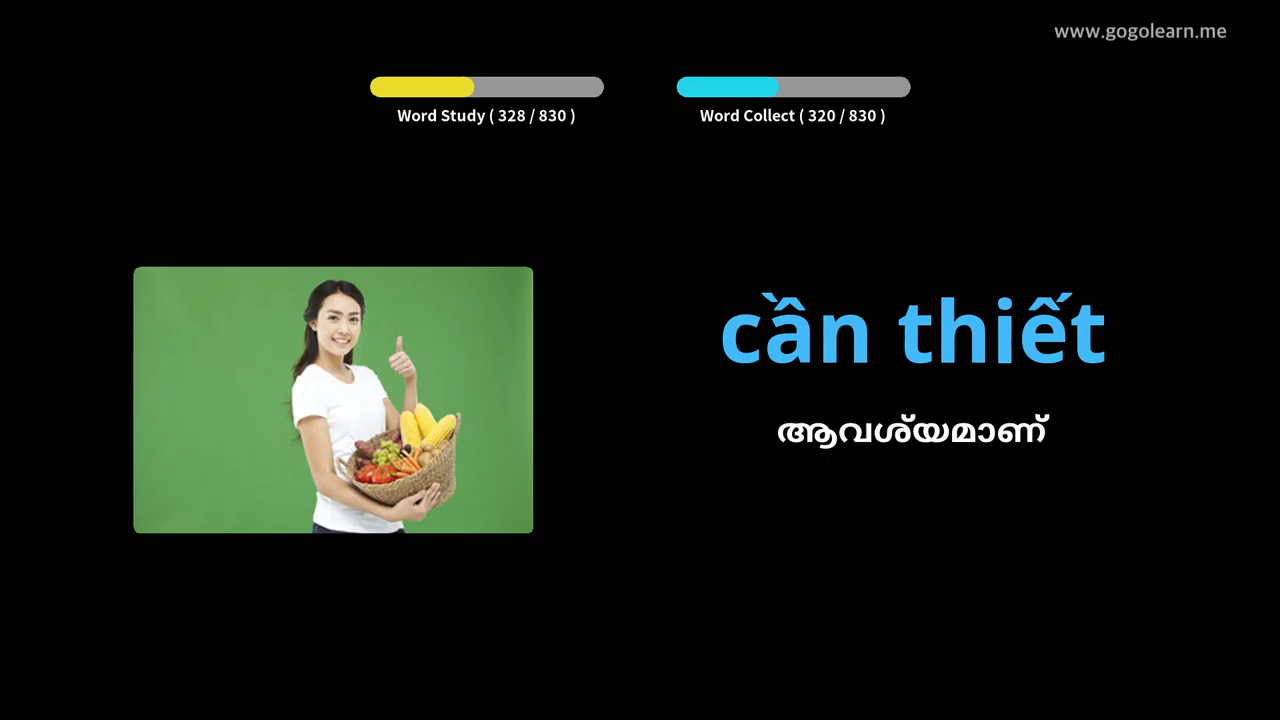 www.gogolearn.me
Word Study ( 328 / 830 )
Word Collect ( 320 / 830 )
cần thiết
ആവശ്യമാണ്